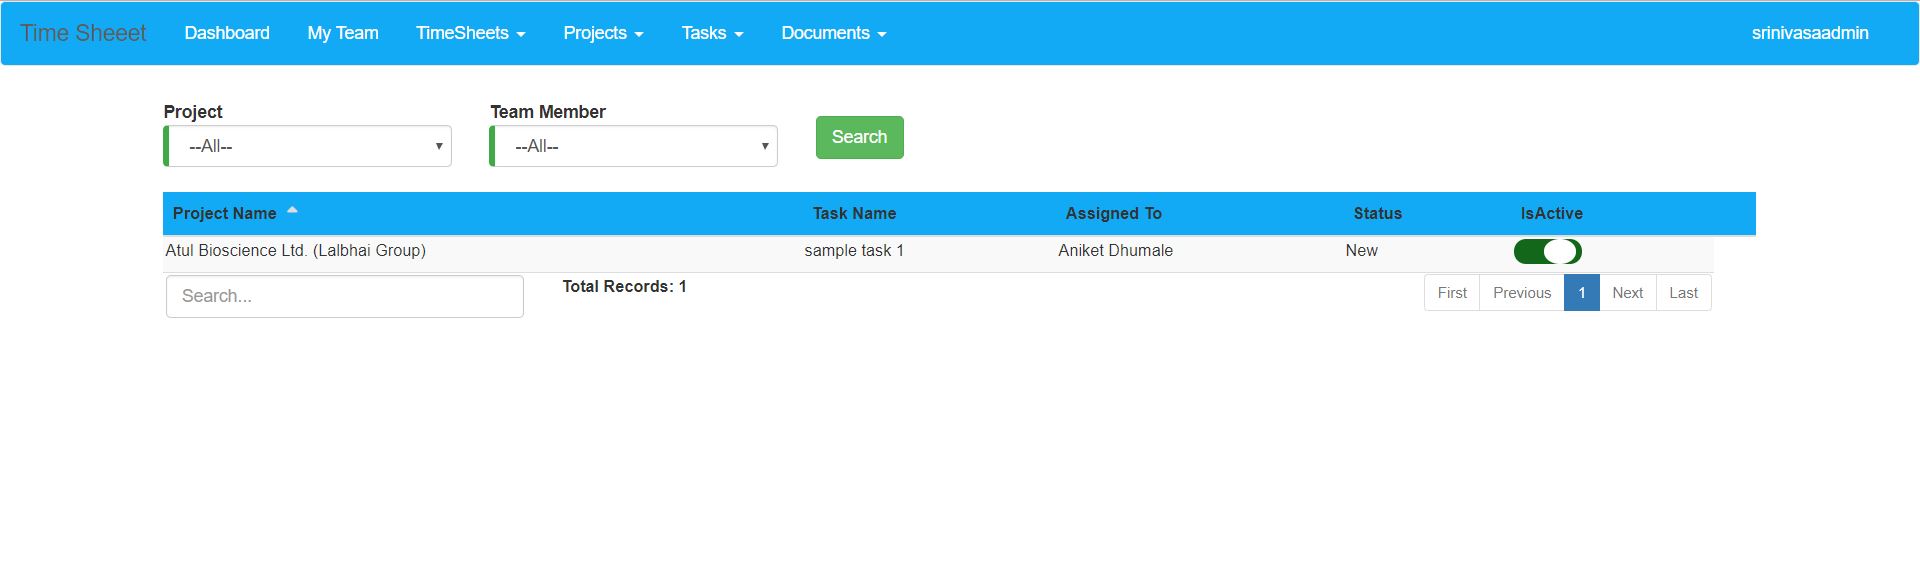 Time Sheeet Dashboard My Team TimeSheets Projects Tasks Documents srinivasaadmin
Project Team Member
--All-- --All-- Search
Project Name Task Name Assigned To Status IsActive
Atul Bioscience Ltd. (Lalbhai Group) sample task 1 Aniket Dhumale New
Search... Total Records: 1 First Previous 1 Next Last